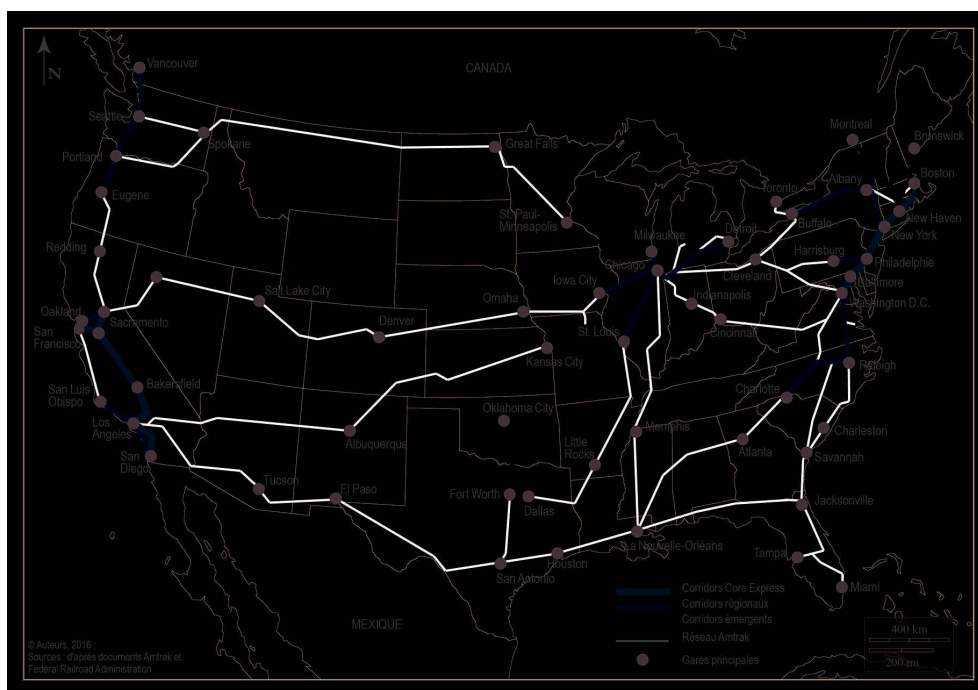 Vancouver
CANADA
N
Seattle
Spokane
Portland
Great Falls
Montreal
Brunswick
Eugene
Toronto
Albany
Boston
St. Paul-
Minneapolis
Buffalo
New Haven
Milwaukee
Detroit
New York
Redding
Chicago
Cleveland
Harrisburg
Philadelphie
Iowa City
Baltimore
Salt Lake City
Omaha
Indianapolis
Washington D.C.
Oakland
Sacramento
San
Francisco
Denver
St. Louis
Cincinnati
Kansas City
Raleigh
San Luis
Obispo
Bakersfield
Charlotte
Oklahoma City
Los
Angeles
Albuquerque
Memphis
Charleston
Little
Rocks
Atlanta
San
Diego
Savannah
Tucson
El Paso
Fort Worth
Dallas
Jacksonville
La Nouvelle-Orléans
Houston
Tampa
San Antonio
Miami
Corridors Core Express
Corridors régionaux
Corridors émergents
MEXIQUE
Réseau Amtrak
400 km
200 mi
Gares principales
© Auteurs, 2016 ;
Sources : d'après documents Amtrak et
Federal Railroad Administration